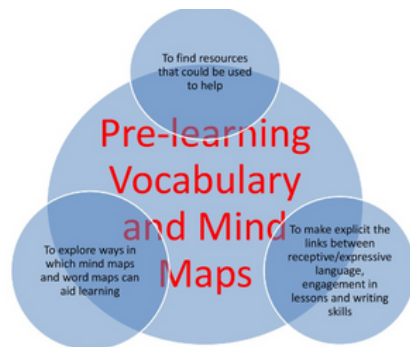 To find resources
that could be used
to help
Pre-learning
Vocabulary
and Mind
Maps
To explore ways in
which mind maps
and word maps can
aid learning
To make explicit the
links between
receptive/expressive
language,
engagement in
lessons and writing
skills